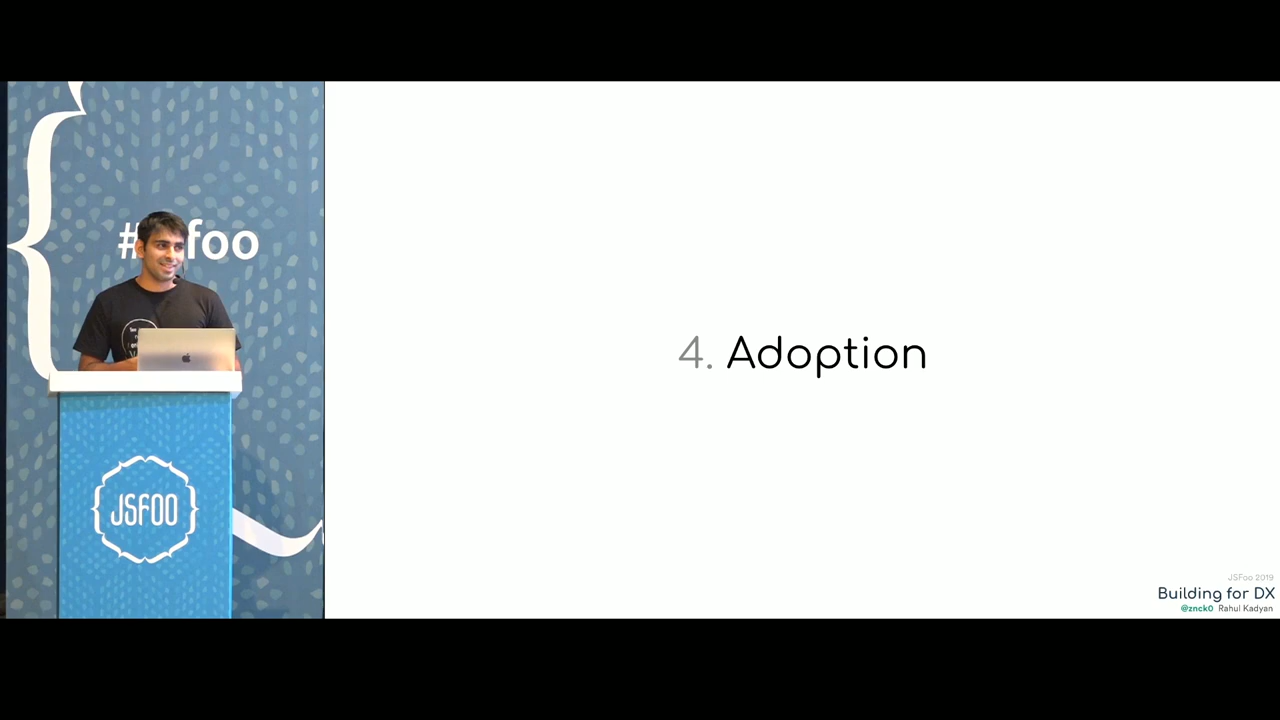 #jsfoo
JSFOO
4. Adoption
JSFoo 2019
Building for DX
@znck0 Rahul Kadyan